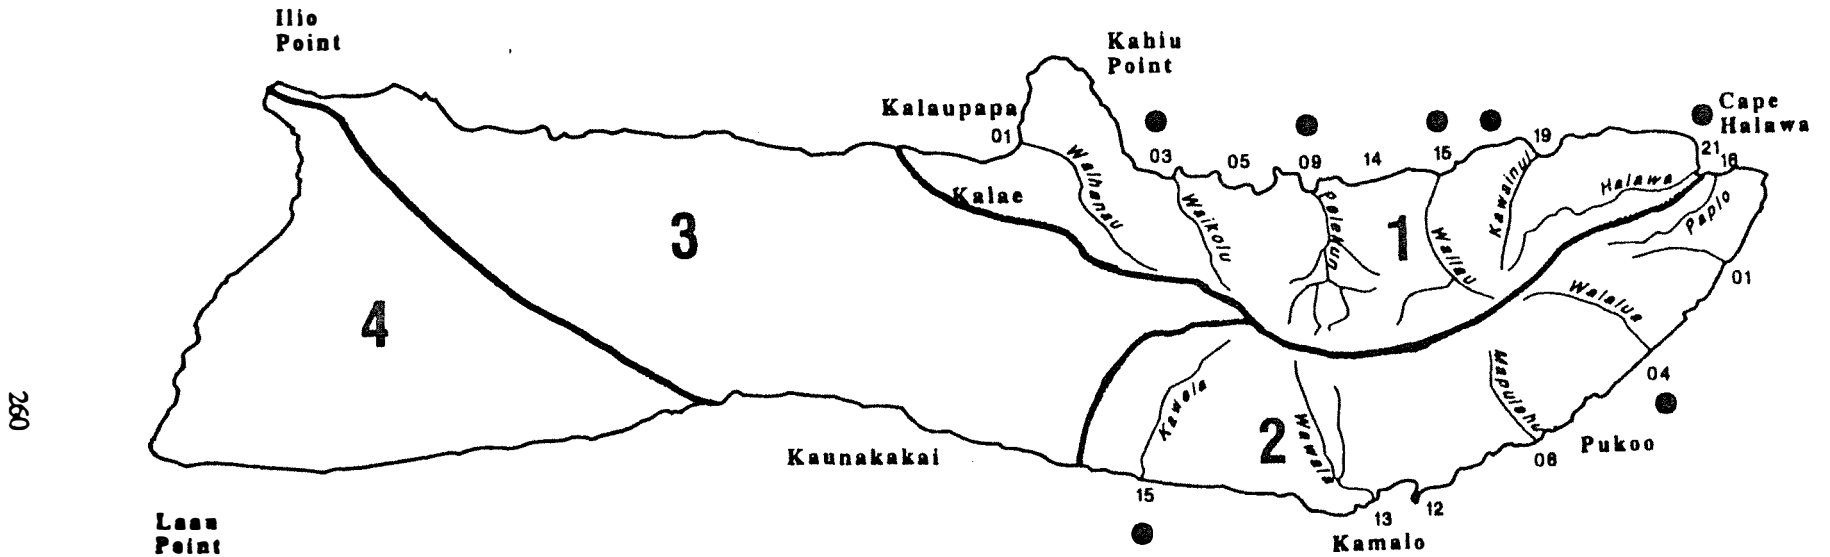 Ilio
Point
Kahiu
Point
Kalaupapa
01
03
05
09
14
15
19
Cape
Halawa
21
18
Waihanau
Kalae
Waikolu
Pelekunu
1
Wailau
Kawainui
Halawa
Papio
01
3
4
Waialua
04
Kawela
2
Wawaia
Mapulehu
Pukoo
06
Kaunakakai
15
13
12
Kamalo
Laau
Point
260